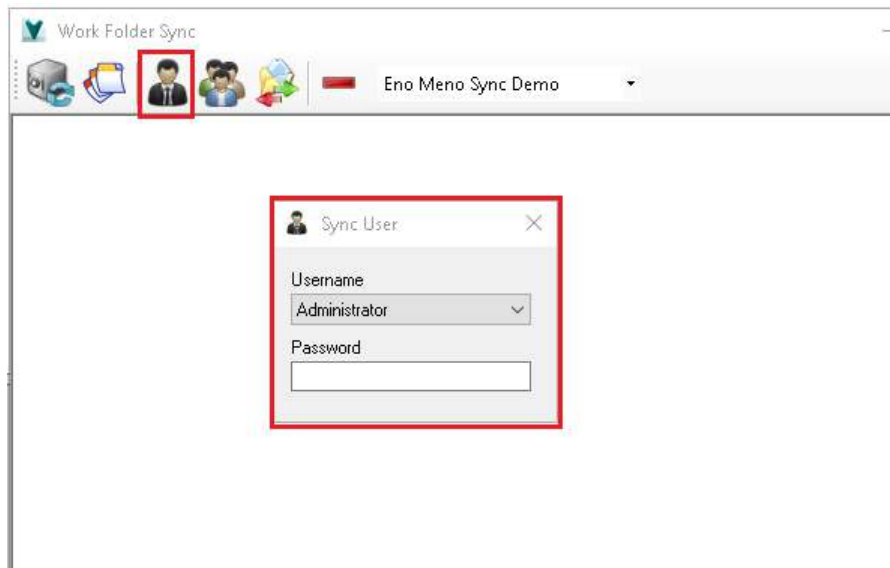 Work Folder Sync
Eno Meno Sync Demo
Sync User
Username
Administrator
Password